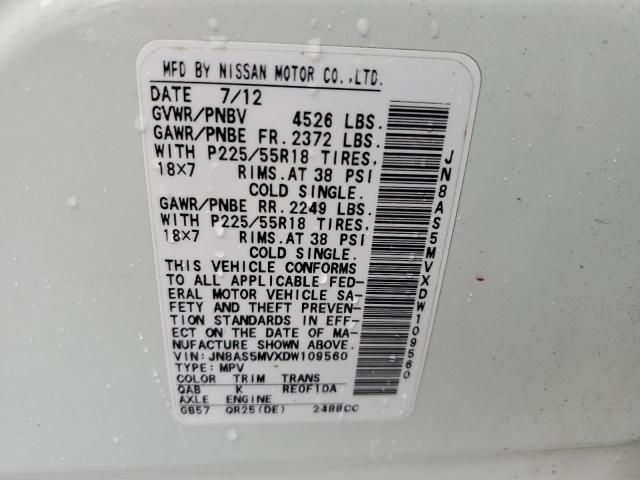 MFD BY NISSAN MOTOR CO.,LTD.
DATE 7/12
GVWR/PNBV 4526 LBS.
GAWR/PNBE FR. 2372 LBS.
WITH P225/55R18 TIRES,
18×7 RIMS.AT 38 PSI
COLD SINGLE.
GAWR/PNBE RR. 2249 LBS.
WITH P225/55R18 TIRES,
18×7 RIMS.AT 38 PSI
COLD SINGLE.
THIS VEHICLE CONFORMS
TO ALL APPLICABLE FED-
ERAL MOTOR VEHICLE SA-
FETY AND THEFT PREVEN-
TION STANDARDS IN EFF-
ECT ON THE DATE OF MA-
NUFACTURE SHOWN ABOVE.
VIN: JN8AS5MVXDW109560
TYPE: MPV
COLOR TRIM TRANS
QAB K RE0F10A
AXLE ENGINE
GB57 QR25(DE) 2488CC
JN8AS5MVXDW109560